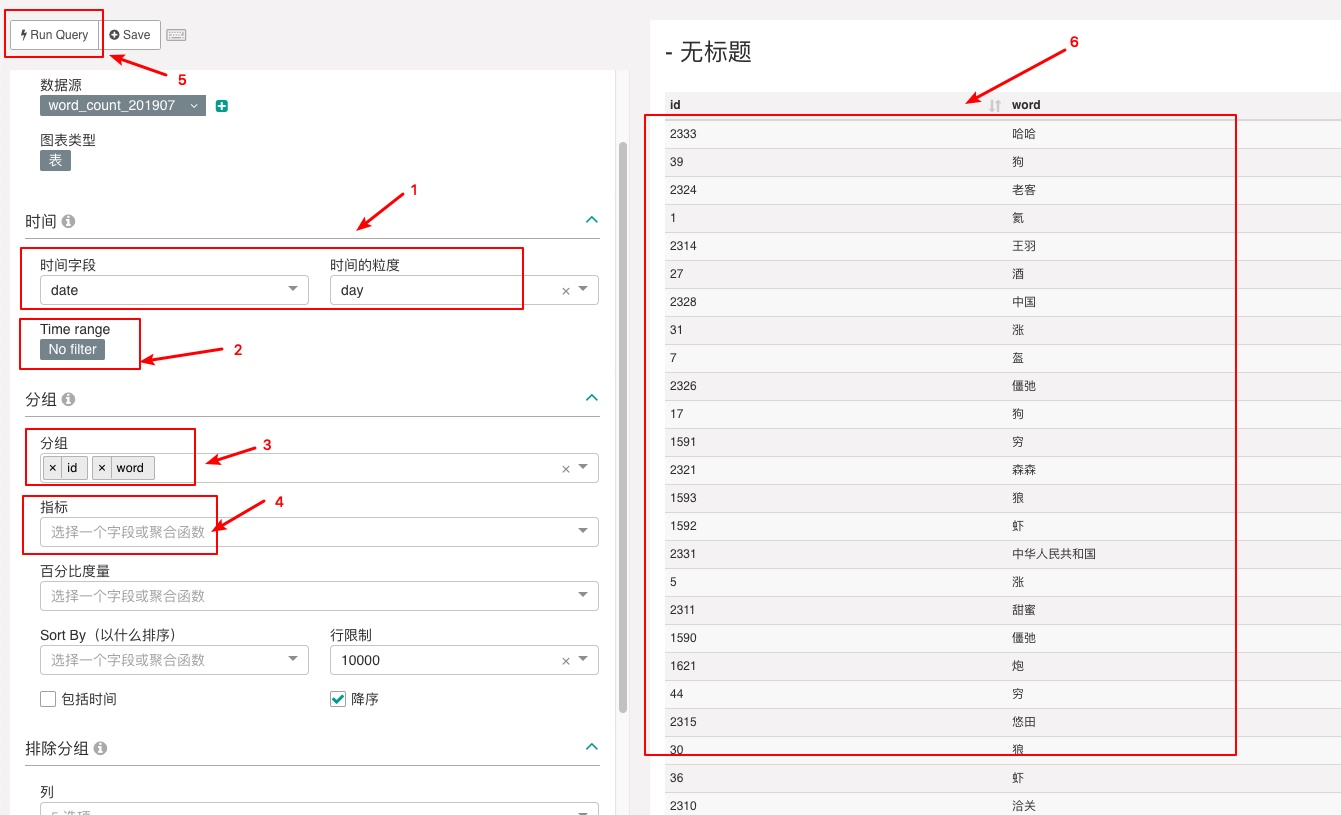 Run Query
Save
5
数据源
word_count_201907
图表类型
表
时间
1
时间字段
时间的粒度
date
day
Time range
No filter
2
分组
分组
id
word
3
指标
选择一个字段或聚合函数
4
百分比度量
选择一个字段或聚合函数
Sort By（以什么排序）
行限制
选择一个字段或聚合函数
10000
包括时间
降序
排除分组
列
- 无标题
6
id word
2333 哈哈
39 狗
2324 老客
1 氦
2314 王羽
27 酒
2328 中国
31 涨
7 盔
2326 僵弛
17 狗
1591 穷
2321 森森
1593 狼
1592 虾
2331 中华人民共和国
5 涨
2311 甜蜜
1590 僵弛
1621 炮
44 穷
2315 悠田
30 狼
36 虾
2310 洽关